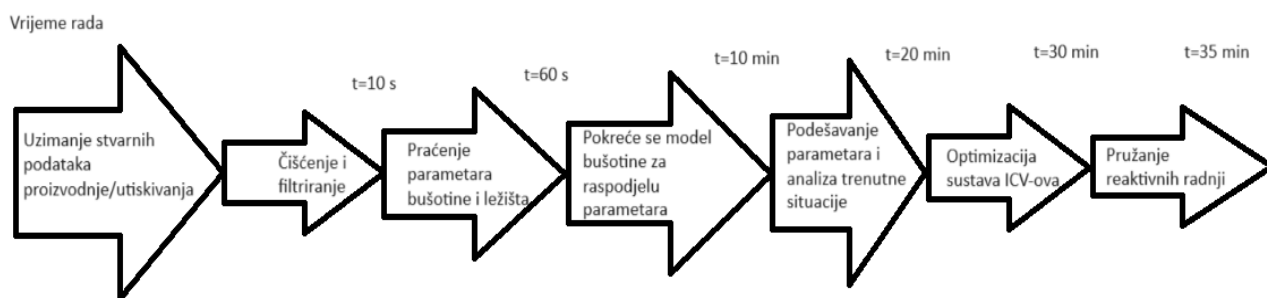 Vrijeme rada
t=10 s
t=60 s
t=10 min
t=20 min
t=30 min
t=35 min
Uzimanje stvarnih
podataka
proizvodnje/utiskivanja
Čišćenje i
filtriranje
Praćenje
parametara
bušotine i ležišta
Pokreće se model
bušotine za
raspodjelu
parametara
Podešavanje
parametara i
analiza trenutne
situacije
Optimizacija
sustava ICV-ova
Pružanje
reaktivnih radnji